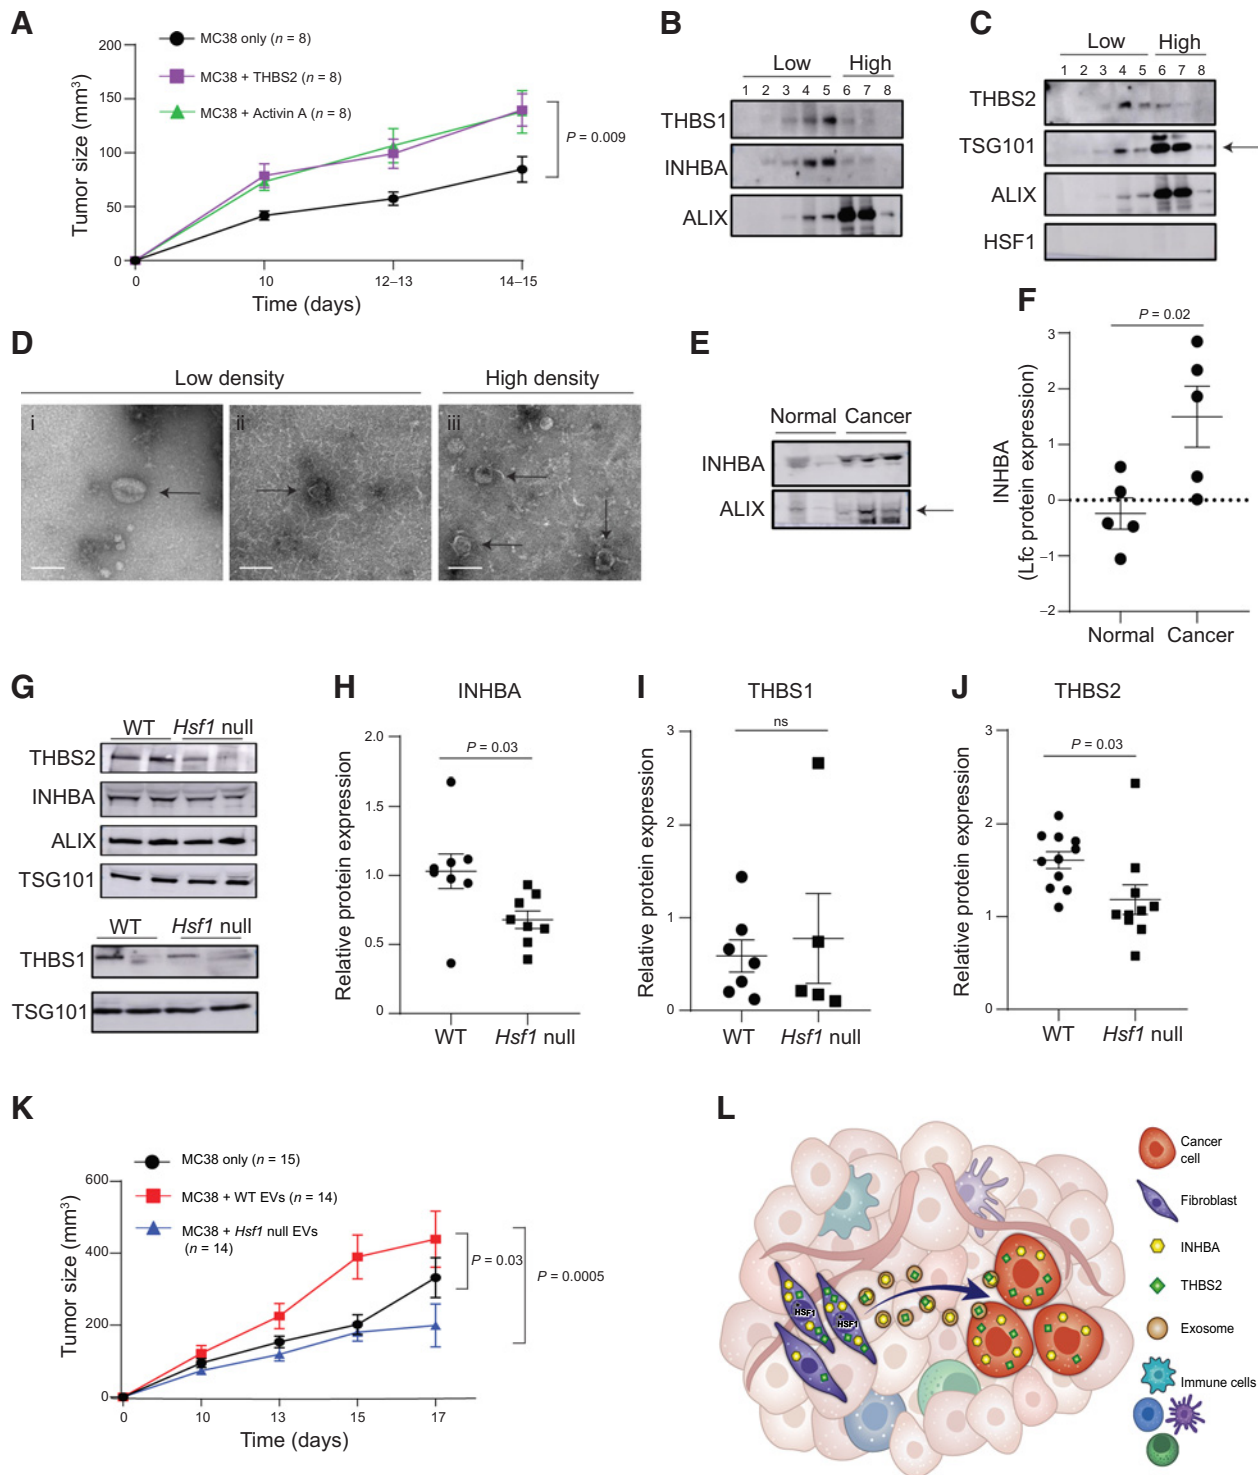 A
Tumor size (mm³)
200
150
100
50
0
0
10
12–13
14–15
Time (days)
MC38 only (n = 8)
MC38 + THBS2 (n = 8)
MC38 + Activin A (n = 8)
P = 0.009
B
Low
High
1 2 3 4 5 6 7 8
THBS1
INHBA
ALIX
C
Low
High
1 2 3 4 5 6 7 8
THBS2
TSG101
ALIX
HSF1
D
Low density
High density
i
ii
iii
E
Normal
Cancer
INHBA
ALIX
F
INHBA
(Lfc protein expression)
P = 0.02
3
2
1
0
–1
–2
Normal
Cancer
G
WT
Hsf1 null
THBS2
INHBA
ALIX
TSG101
WT
Hsf1 null
THBS1
TSG101
H
INHBA
Relative protein expression
P = 0.03
2.0
1.5
1.0
0.5
0
WT
Hsf1 null
I
THBS1
Relative protein expression
ns
3
2
1
0
WT
Hsf1 null
J
THBS2
Relative protein expression
P = 0.03
3
2
1
0
WT
Hsf1 null
K
MC38 only (n = 15)
MC38 + WT EVs (n = 14)
MC38 + Hsf1 null EVs
(n = 14)
Tumor size (mm³)
600
400
200
0
0
10
13
15
17
Time (days)
P = 0.03
P = 0.0005
L
HSF1
HSF1
Cancer
cell
Fibroblast
INHBA
THBS2
Exosome
Immune cells